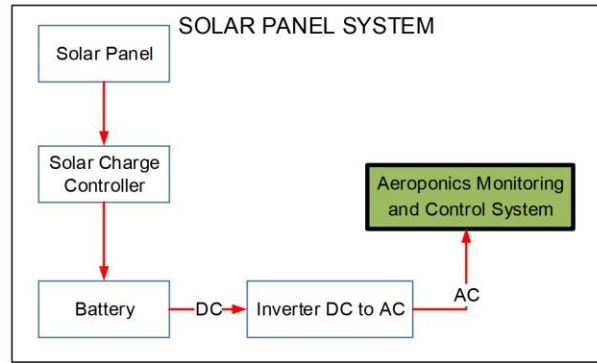 SOLAR PANEL SYSTEM
Solar Panel
Solar Charge
Controller
Aeroponics Monitoring
and Control System
Battery
DC
Inverter DC to AC
AC